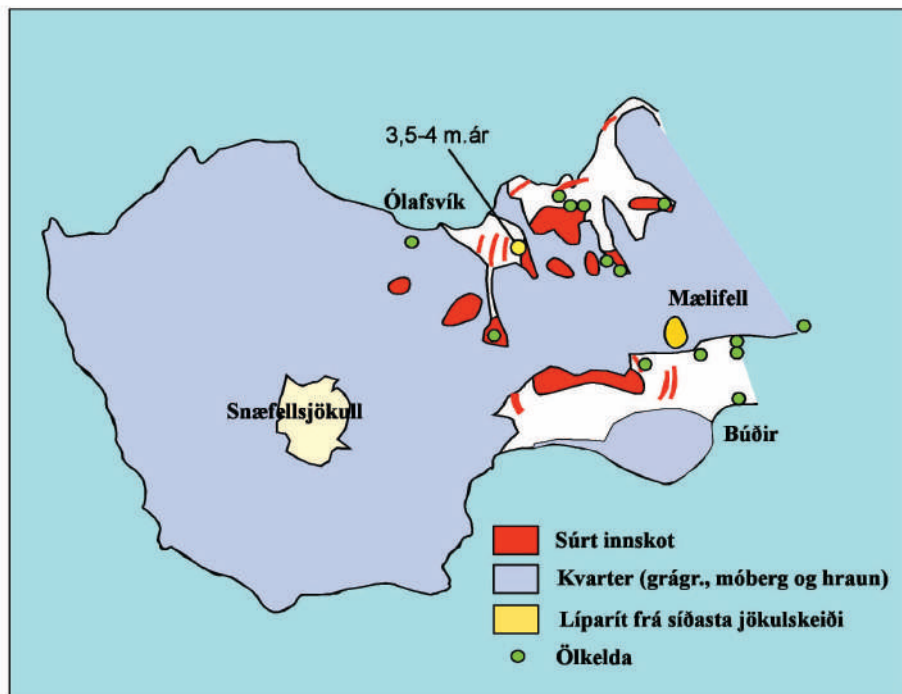 3,5-4 m.ár
Ólafsvík
Mælifell
Snæfellsjökull
Búðir
Súrt innskot
Kvarter (grágr., móberg og hraun)
Líparít frá síðasta jökulskeiði
Ölkelda